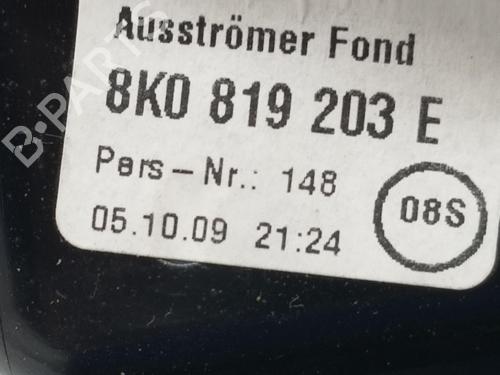 Ausströmer Fond
8K0 819 203 E
Pers-Nr.: 148
08S
05.10.09 21:24
B-PARTS